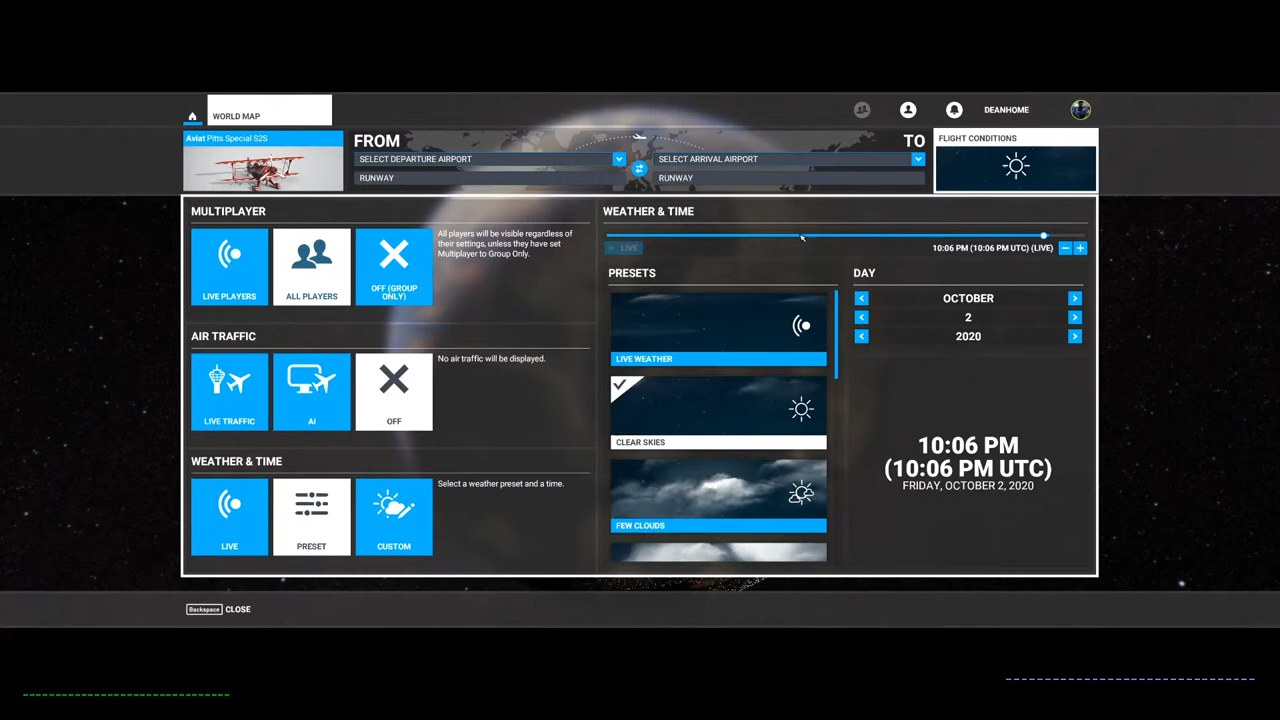 WORLD MAP
DEANHOME
Aviat Pitts Special S2S
FROM
TO
SELECT DEPARTURE AIRPORT
SELECT ARRIVAL AIRPORT
RUNWAY
RUNWAY
FLIGHT CONDITIONS
MULTIPLAYER
LIVE PLAYERS
ALL PLAYERS
OFF (GROUP
ONLY)
All players will be visible regardless of
their settings, unless they have set
Multiplayer to Group Only.
AIR TRAFFIC
LIVE TRAFFIC
AI
OFF
No air traffic will be displayed.
WEATHER & TIME
LIVE
PRESET
CUSTOM
Select a weather preset and a time.
WEATHER & TIME
LIVE
10:06 PM (10:06 PM UTC) (LIVE)
PRESETS
LIVE WEATHER
CLEAR SKIES
FEW CLOUDS
DAY
OCTOBER
2
2020
10:06 PM
(10:06 PM UTC)
FRIDAY, OCTOBER 2, 2020
Backspace CLOSE